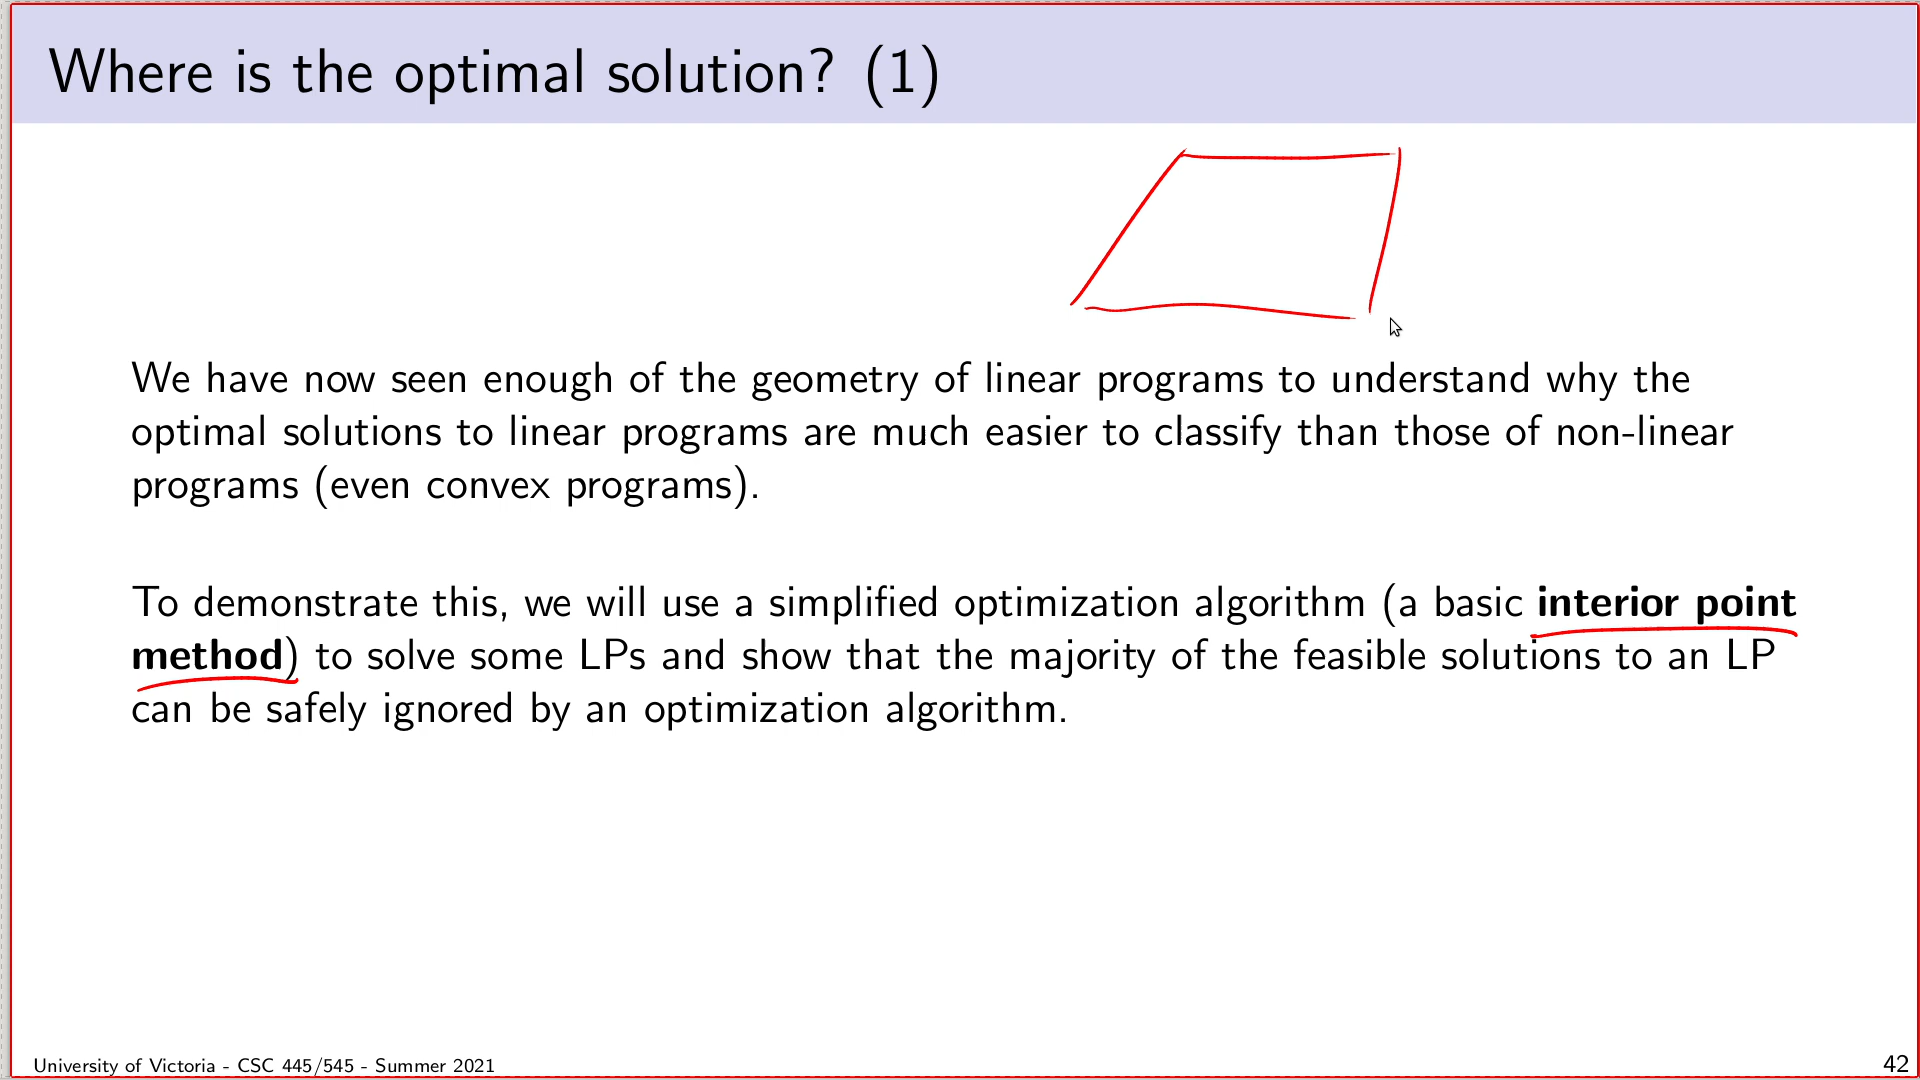 Where is the optimal solution? (1)
We have now seen enough of the geometry of linear programs to understand why the
optimal solutions to linear programs are much easier to classify than those of non-linear
programs (even convex programs).
To demonstrate this, we will use a simplified optimization algorithm (a basic interior point
method) to solve some LPs and show that the majority of the feasible solutions to an LP
can be safely ignored by an optimization algorithm.
University of Victoria - CSC 445/545 - Summer 2021
42